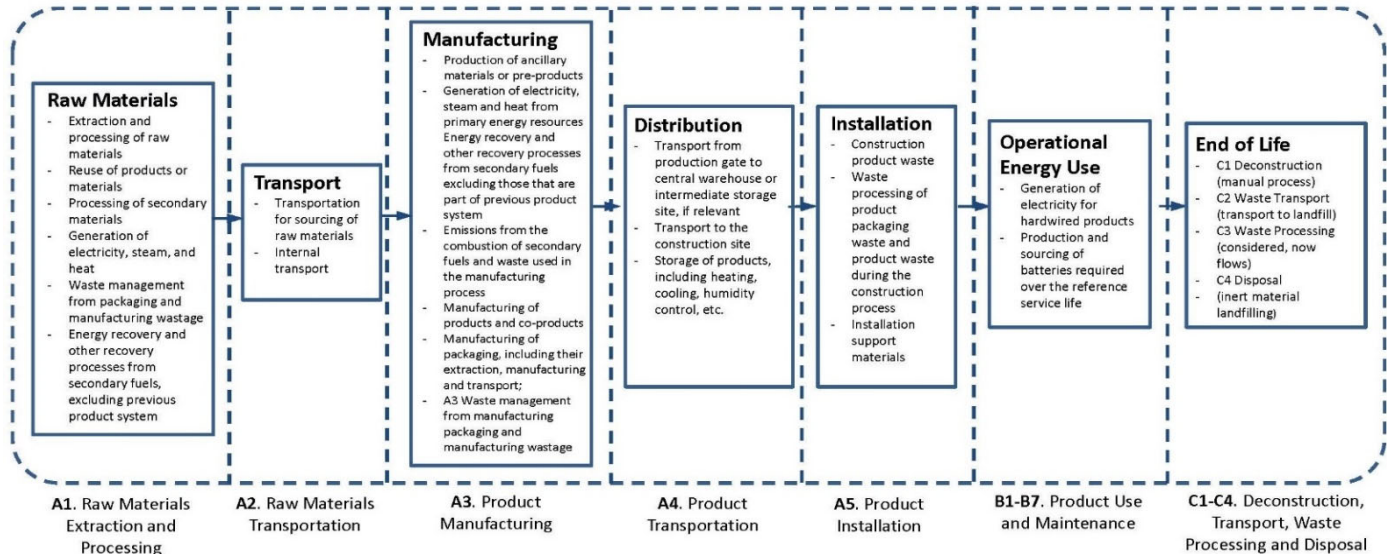 Raw Materials
- Extraction and
processing of raw
materials
- Reuse of products or
materials
- Processing of secondary
materials
- Generation of
electricity, steam, and
heat
- Waste management
from packaging and
manufacturing wastage
- Energy recovery and
other recovery
processes from
secondary fuels,
excluding previous
product system
Transport
- Transportation
for sourcing of
raw materials
- Internal
transport
Manufacturing
- Production of ancillary
materials or pre-products
- Generation of electricity,
steam and heat from
primary energy resources
Energy recovery and
other recovery processes
from secondary fuels
excluding those that are
part of previous product
system
- Emissions from the
combustion of secondary
fuels and waste used in
the manufacturing
process
- Manufacturing of
products and co-products
- Manufacturing of
packaging, including their
extraction, manufacturing
and transport;
- A3 Waste management
from manufacturing
packaging and
manufacturing wastage
Distribution
- Transport from
production gate to
central warehouse or
intermediate storage
site, if relevant
- Transport to the
construction site
- Storage of products,
including heating,
cooling, humidity
control, etc.
Installation
- Construction
product waste
- Waste
processing of
product
packaging
waste and
product waste
during the
construction
process
- Installation
support
materials
Operational
Energy Use
- Generation of
electricity for
hardwired products
- Production and
sourcing of
batteries required
over the reference
service life
End of Life
- C1 Deconstruction
(manual process)
- C2 Waste Transport
(transport to landfill)
- C3 Waste Processing
(considered, now
flows)
- C4 Disposal
- (inert material
landfilling)
A1. Raw Materials
Extraction and
Processing
A2. Raw Materials
Transportation
A3. Product
Manufacturing
A4. Product
Transportation
A5. Product
Installation
B1-B7. Product Use
and Maintenance
C1-C4. Deconstruction,
Transport, Waste
Processing and Disposal